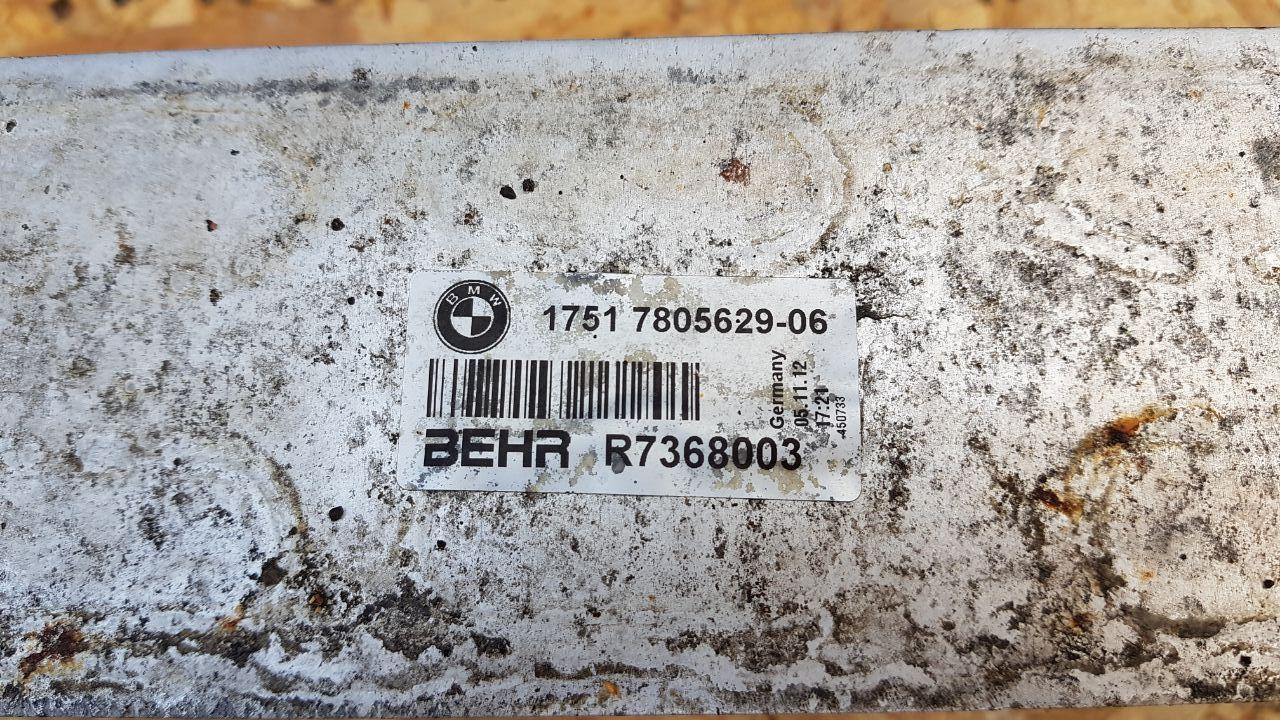 BMW
1751 7805629-06
Germany
05.11.12
17:21
450733
BEHR R7368003